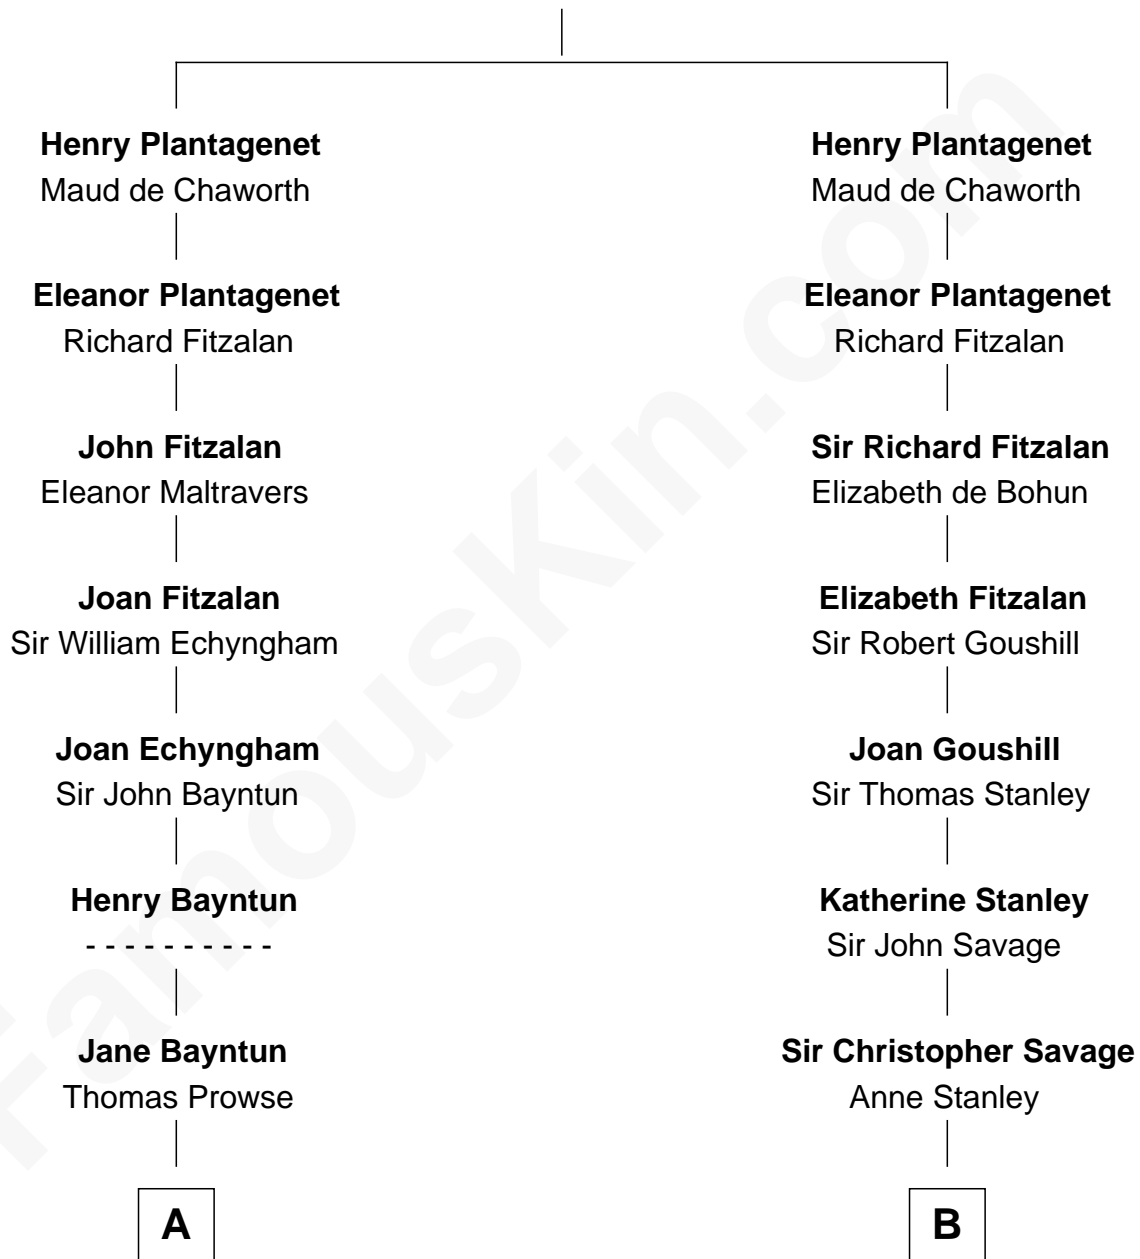 Henry Plantagenet
Maud de Chaworth
Eleanor Plantagenet
Richard Fitzalan
John Fitzalan
Eleanor Maltravers
Joan Fitzalan
Sir William Echyngham
Joan Echyngham
Sir John Bayntun
Henry Bayntun
- - - - - - - - - -
Jane Bayntun
Thomas Prowse
A
Henry Plantagenet
Maud de Chaworth
Eleanor Plantagenet
Richard Fitzalan
Sir Richard Fitzalan
Elizabeth de Bohun
Elizabeth Fitzalan
Sir Robert Goushill
Joan Goushill
Sir Thomas Stanley
Katherine Stanley
Sir John Savage
Sir Christopher Savage
Anne Stanley
B
FamousKin.com